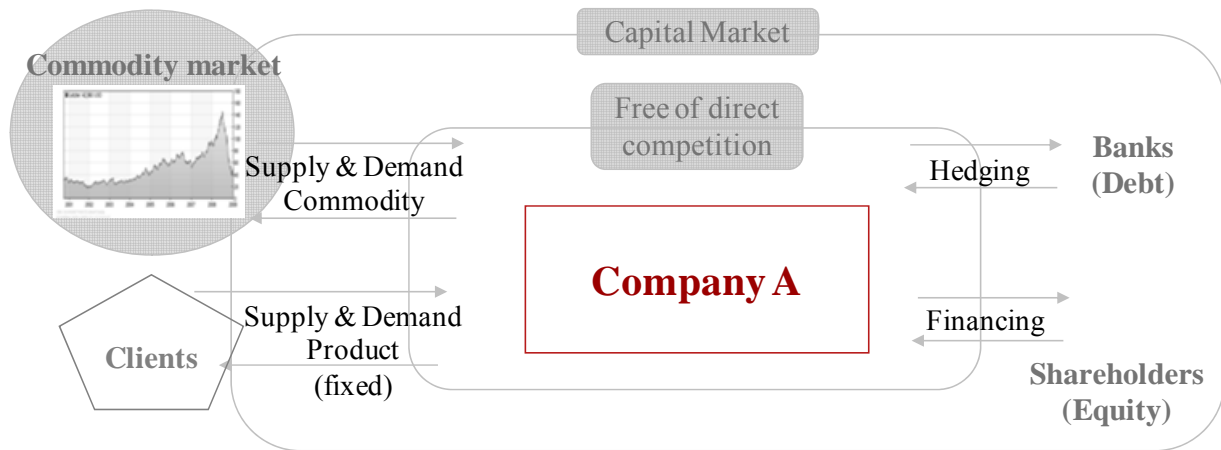 Capital Market
Commodity market
Free of direct
competition
Supply & Demand
Commodity
Hedging
Banks
(Debt)
Company A
Supply & Demand
Product
(fixed)
Clients
Financing
Shareholders
(Equity)